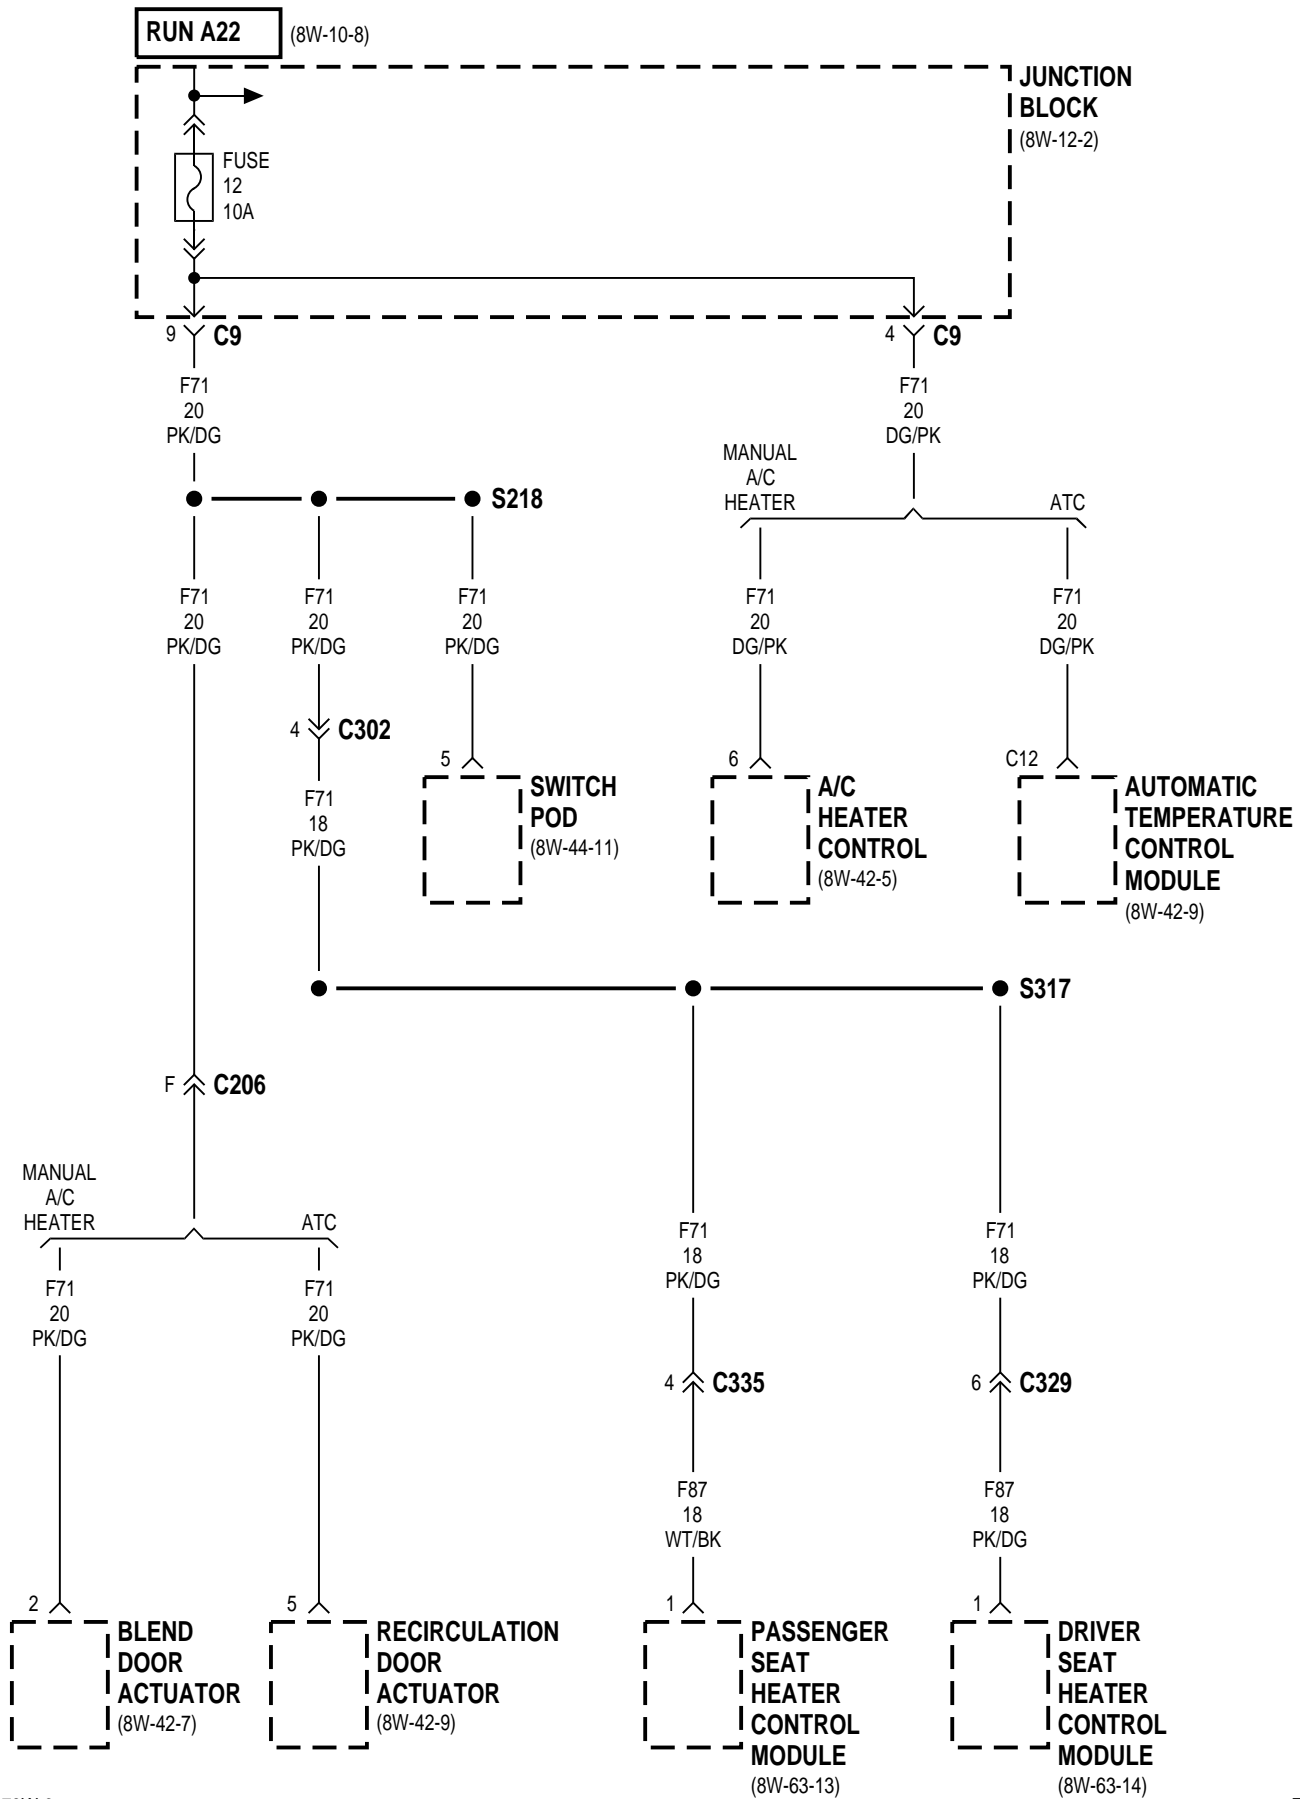 RUN A22 (8W-10-8)
JUNCTION
BLOCK
(8W-12-2)
FUSE
12
10A
9 C9
4 C9
F71
20
PK/DG
F71
20
DG/PK
MANUAL
A/C
HEATER
ATC
S218
F71
20
PK/DG
F71
20
PK/DG
F71
20
PK/DG
F71
20
DG/PK
F71
20
DG/PK
4 C302
F71
18
PK/DG
5
SWITCH
POD
(8W-44-11)
6
A/C
HEATER
CONTROL
(8W-42-5)
C12
AUTOMATIC
TEMPERATURE
CONTROL
MODULE
(8W-42-9)
S317
F C206
MANUAL
A/C
HEATER
ATC
F71
20
PK/DG
F71
20
PK/DG
F71
18
PK/DG
F71
18
PK/DG
4 C335
6 C329
F87
18
WT/BK
F87
18
PK/DG
2
BLEND
DOOR
ACTUATOR
(8W-42-7)
5
RECIRCULATION
DOOR
ACTUATOR
(8W-42-9)
1
PASSENGER
SEAT
HEATER
CONTROL
MODULE
(8W-63-13)
1
DRIVER
SEAT
HEATER
CONTROL
MODULE
(8W-63-14)